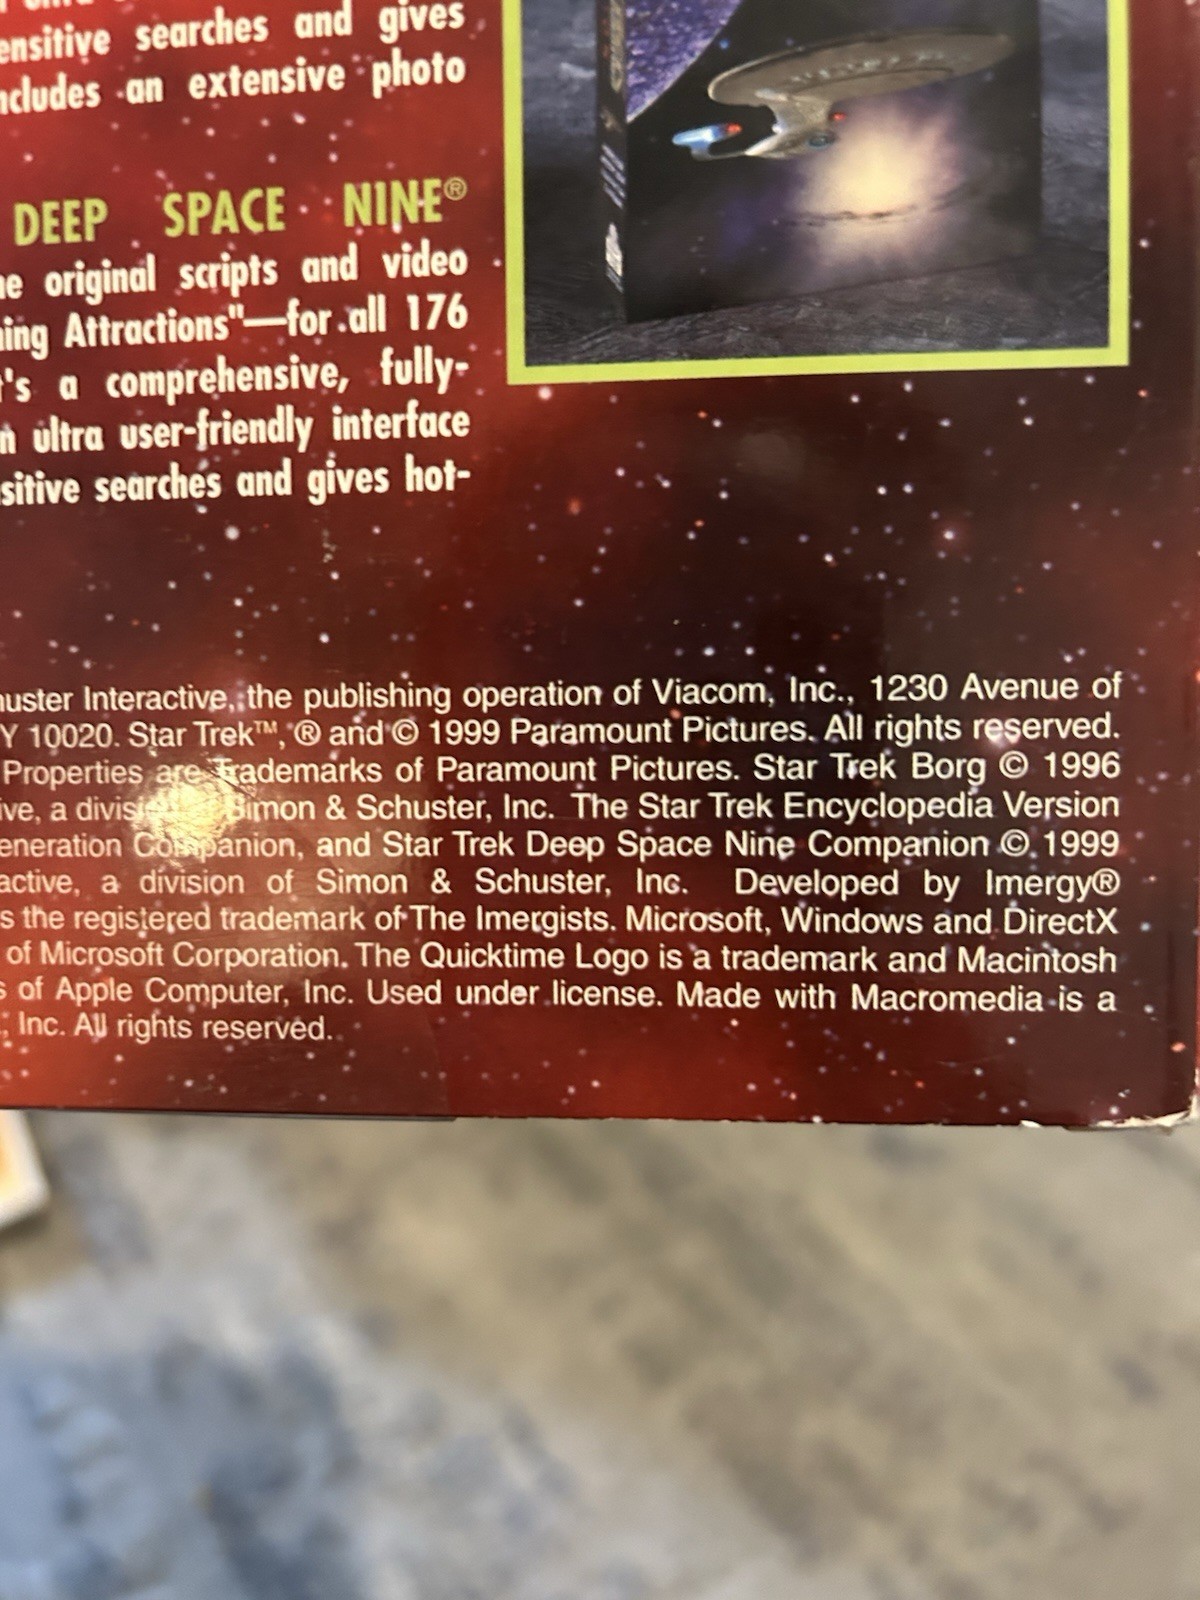 ensitive searches and gives
ncludes an extensive photo
DEEP SPACE NINE®
ne original scripts and video
ning Attractions"—for all 176
t's a comprehensive, fully-
n ultra user-friendly interface
sitive searches and gives hot-
huster Interactive, the publishing operation of Viacom, Inc., 1230 Avenue of
Y 10020. Star Trek™, ® and © 1999 Paramount Pictures. All rights reserved.
Properties are trademarks of Paramount Pictures. Star Trek Borg © 1996
ive, a division of Simon & Schuster, Inc. The Star Trek Encyclopedia Version
eneration Companion, and Star Trek Deep Space Nine Companion © 1999
active, a division of Simon & Schuster, Inc. Developed by Imergy®
s the registered trademark of The Imergists. Microsoft, Windows and DirectX
of Microsoft Corporation. The Quicktime Logo is a trademark and Macintosh
s of Apple Computer, Inc. Used under license. Made with Macromedia is a
, Inc. All rights reserved.